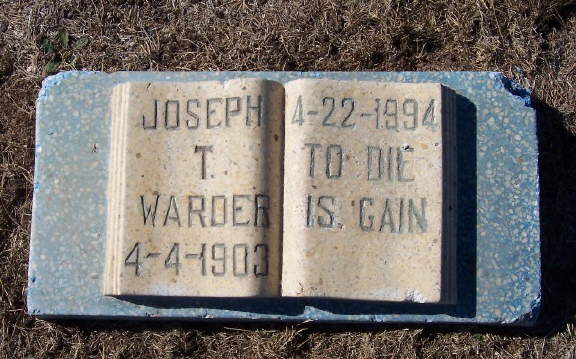 JOSEPH
T.
WARDER
4-4-1903
4-22-1994
TO DIE
IS GAIN